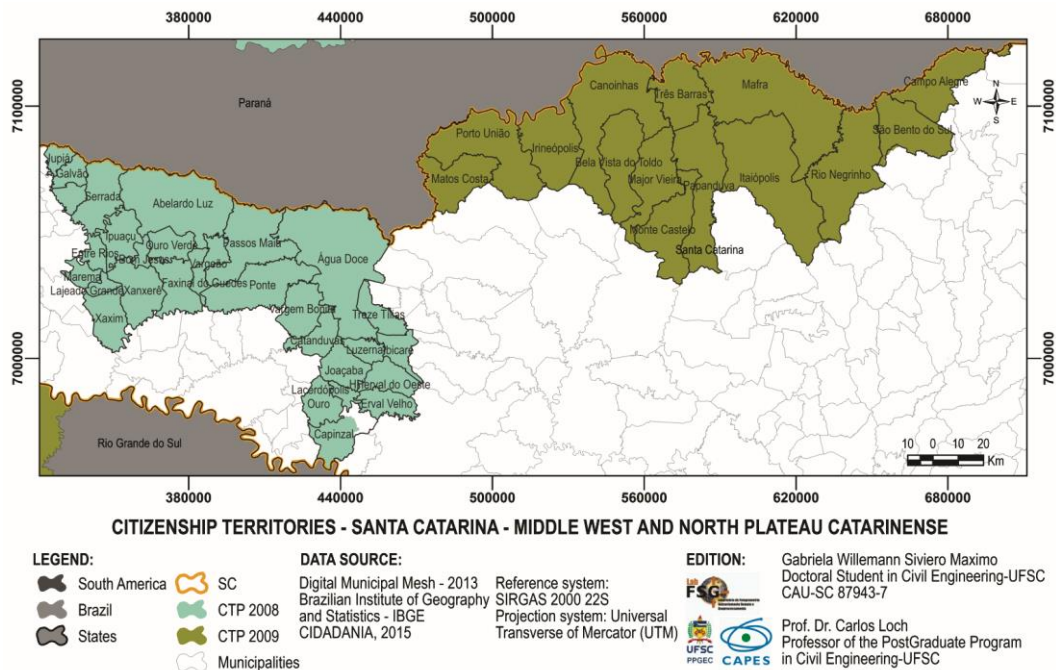 380000 440000 500000 560000 620000 680000
7100000
7100000
7000000
7000000
Paraná
Canoinhas
Três Barras
Mafra
Campo Alegre
N
W E
S
Porto União
Irineópolis
São Bento do Sul
Matos Costa
Bela Vista do Toldo
Major Vieira
Papanduva
Itaiópolis
Rio Negrinho
Monte Castelo
Santa Catarina
Jupiá
Galvão
Serrada
Abelardo Luz
Ipuaçu
Ouro Verde
Passos Maia
Água Doce
Entre Rios
Bom Jesus
Vargeão
Marema
Lajeado Grande
Xanxerê
Faxinal do Guedes
Ponte
Xaxim
Vargem Bonita
Treze Tílias
Catanduvas
Luzerna
Ibicaré
Joaçaba
Herval do Oeste
Lacerdópolis
Ouro
Erval Velho
Capinzal
Rio Grande do Sul
10 0 10 20
Km
380000 440000 500000 560000 620000 680000
CITIZENSHIP TERRITORIES - SANTA CATARINA - MIDDLE WEST AND NORTH PLATEAU CATARINENSE
LEGEND:
South America
Brazil
States
SC
CTP 2008
CTP 2009
Municipalities
DATA SOURCE:
Digital Municipal Mesh - 2013
Brazilian Institute of Geography
and Statistics - IBGE
CIDADANIA, 2015
Reference system:
SIRGAS 2000 22S
Projection system: Universal
Transverse of Mercator (UTM)
EDITION:
Lab
FSG
UFSC
PPGEC
CAPES
Gabriela Willemann Siviero Maximo
Doctoral Student in Civil Engineering-UFSC
CAU-SC 87943-7
Prof. Dr. Carlos Loch
Professor of the PostGraduate Program
in Civil Engineering-UFSC